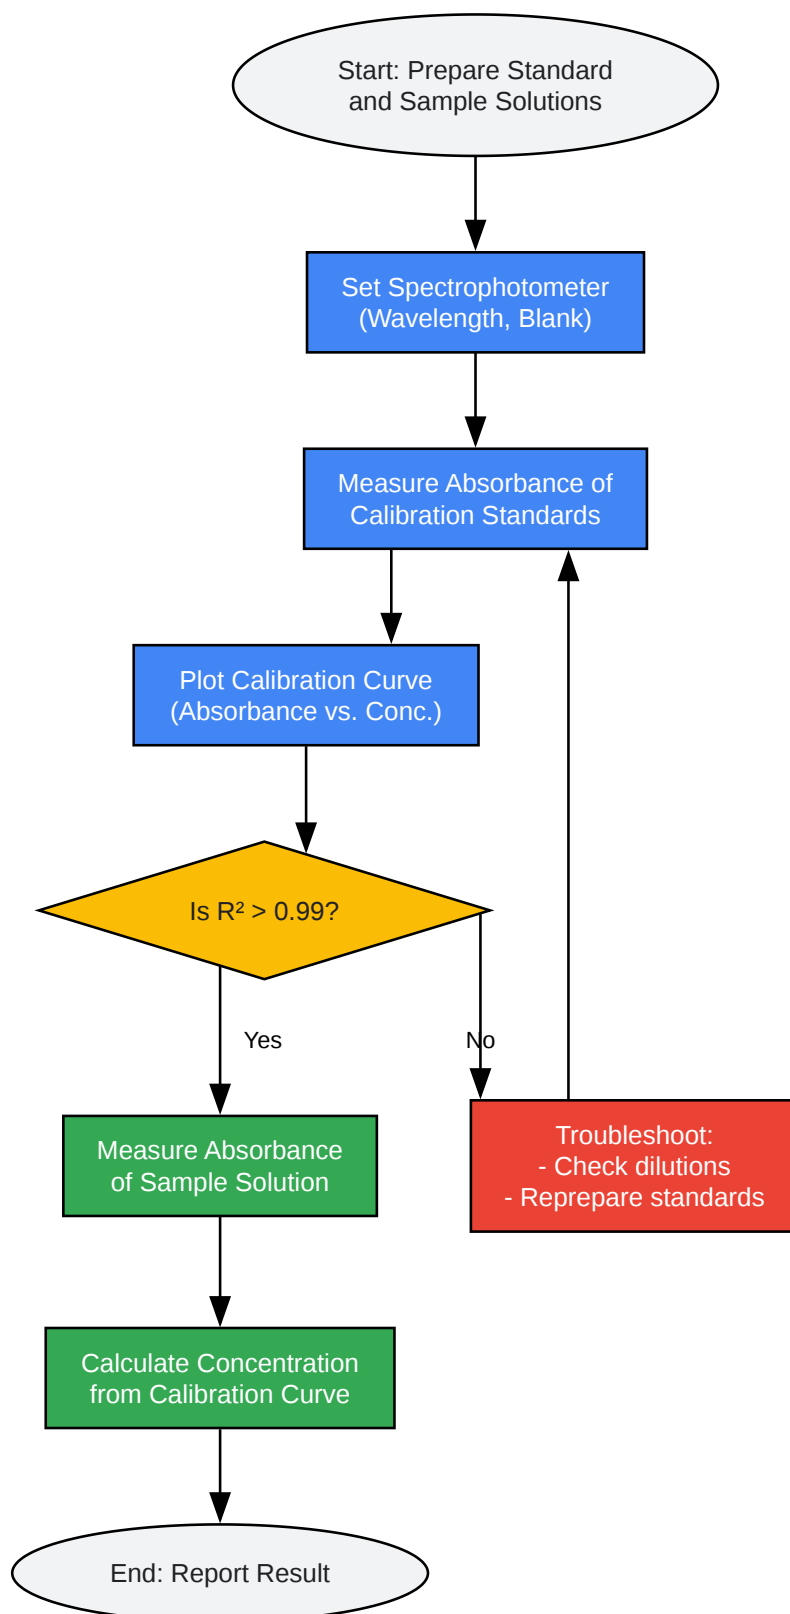 Start: Prepare Standard
and Sample Solutions
Set Spectrophotometer
(Wavelength, Blank)
Measure Absorbance of
Calibration Standards
Plot Calibration Curve
(Absorbance vs. Conc.)
Is R² > 0.99?
Yes
No
Measure Absorbance
of Sample Solution
Troubleshoot:
- Check dilutions
- Reprepare standards
Calculate Concentration
from Calibration Curve
End: Report Result